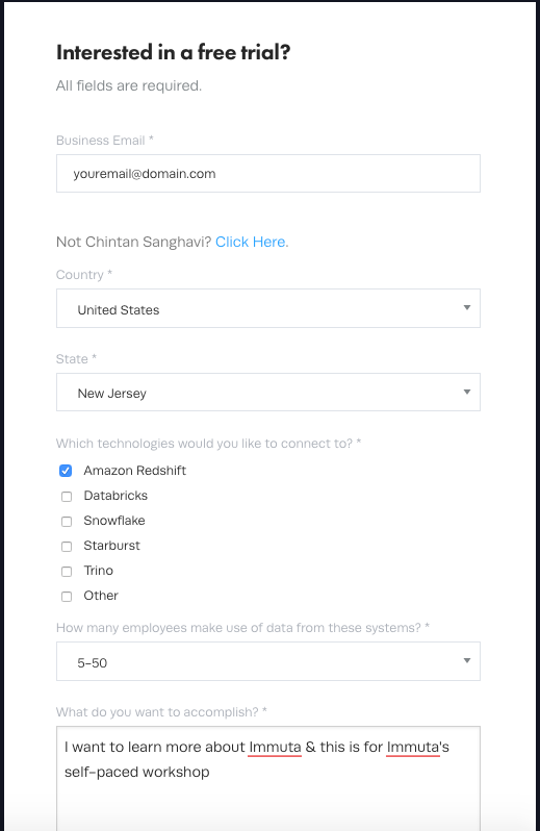 Interested in a free trial?
All fields are required.
Business Email *
youremail@domain.com
Not Chintan Sanghavi? Click Here.
Country *
United States
State *
New Jersey
Which technologies would you like to connect to? *
Amazon Redshift
Databricks
Snowflake
Starburst
Trino
Other
How many employees make use of data from these systems? *
5-50
What do you want to accomplish? *
I want to learn more about Immuta & this is for Immuta's
self-paced workshop